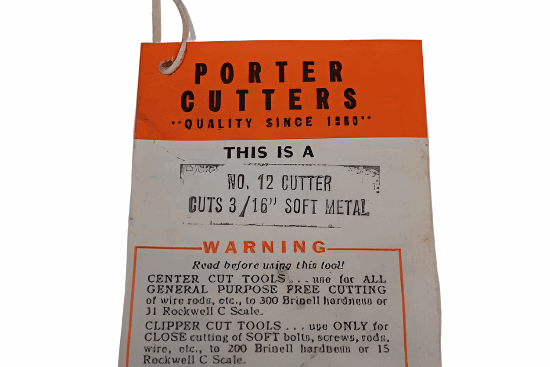 PORTER
CUTTERS
"QUALITY SINCE 1880"
THIS IS A
NO. 12 CUTTER
CUTS 3/16" SOFT METAL
WARNING
Read before using this tool!
CENTER CUT TOOLS . . . use for ALL
GENERAL PURPOSE FREE CUTTING
of wire rods, etc., to 300 Brinell hardness or
31 Rockwell C Scale.
CLIPPER CUT TOOLS . . . use ONLY for
CLOSE cutting of SOFT bolts, screws, rods,
wire, etc., to 200 Brinell hardness or 15
Rockwell C Scale.